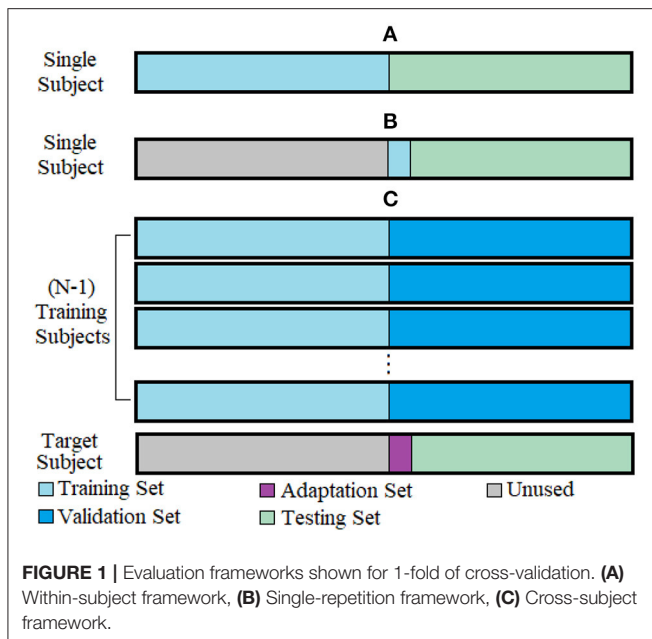 A
Single
Subject
B
Single
Subject
C
(N-1)
Training
Subjects
Target
Subject
Training Set
Adaptation Set
Unused
Validation Set
Testing Set
FIGURE 1 | Evaluation frameworks shown for 1-fold of cross-validation. (A)
Within-subject framework, (B) Single-repetition framework, (C) Cross-subject
framework.